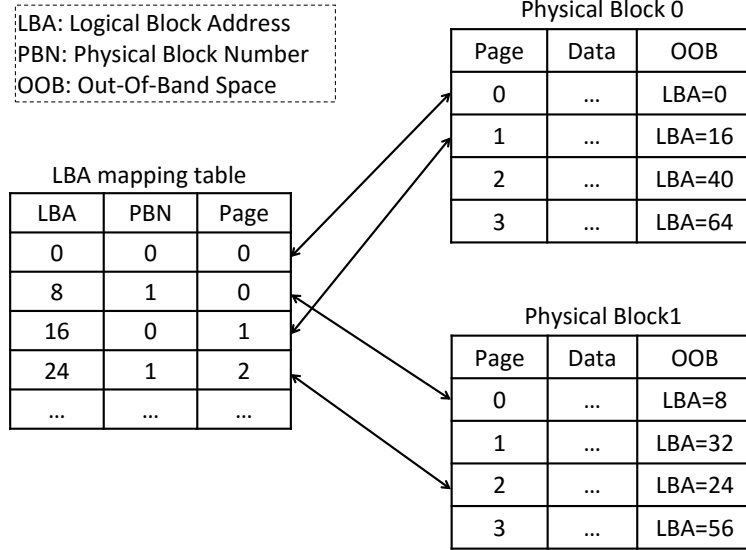 LBA: Logical Block Address
PBN: Physical Block Number
OOB: Out-Of-Band Space
LBA mapping table
LBA PBN Page
0 0 0
8 1 0
16 0 1
24 1 2
... ... ...
Physical Block 0
Page Data OOB
0 ... LBA=0
1 ... LBA=16
2 ... LBA=40
3 ... LBA=64
Physical Block1
Page Data OOB
0 ... LBA=8
1 ... LBA=32
2 ... LBA=24
3 ... LBA=56